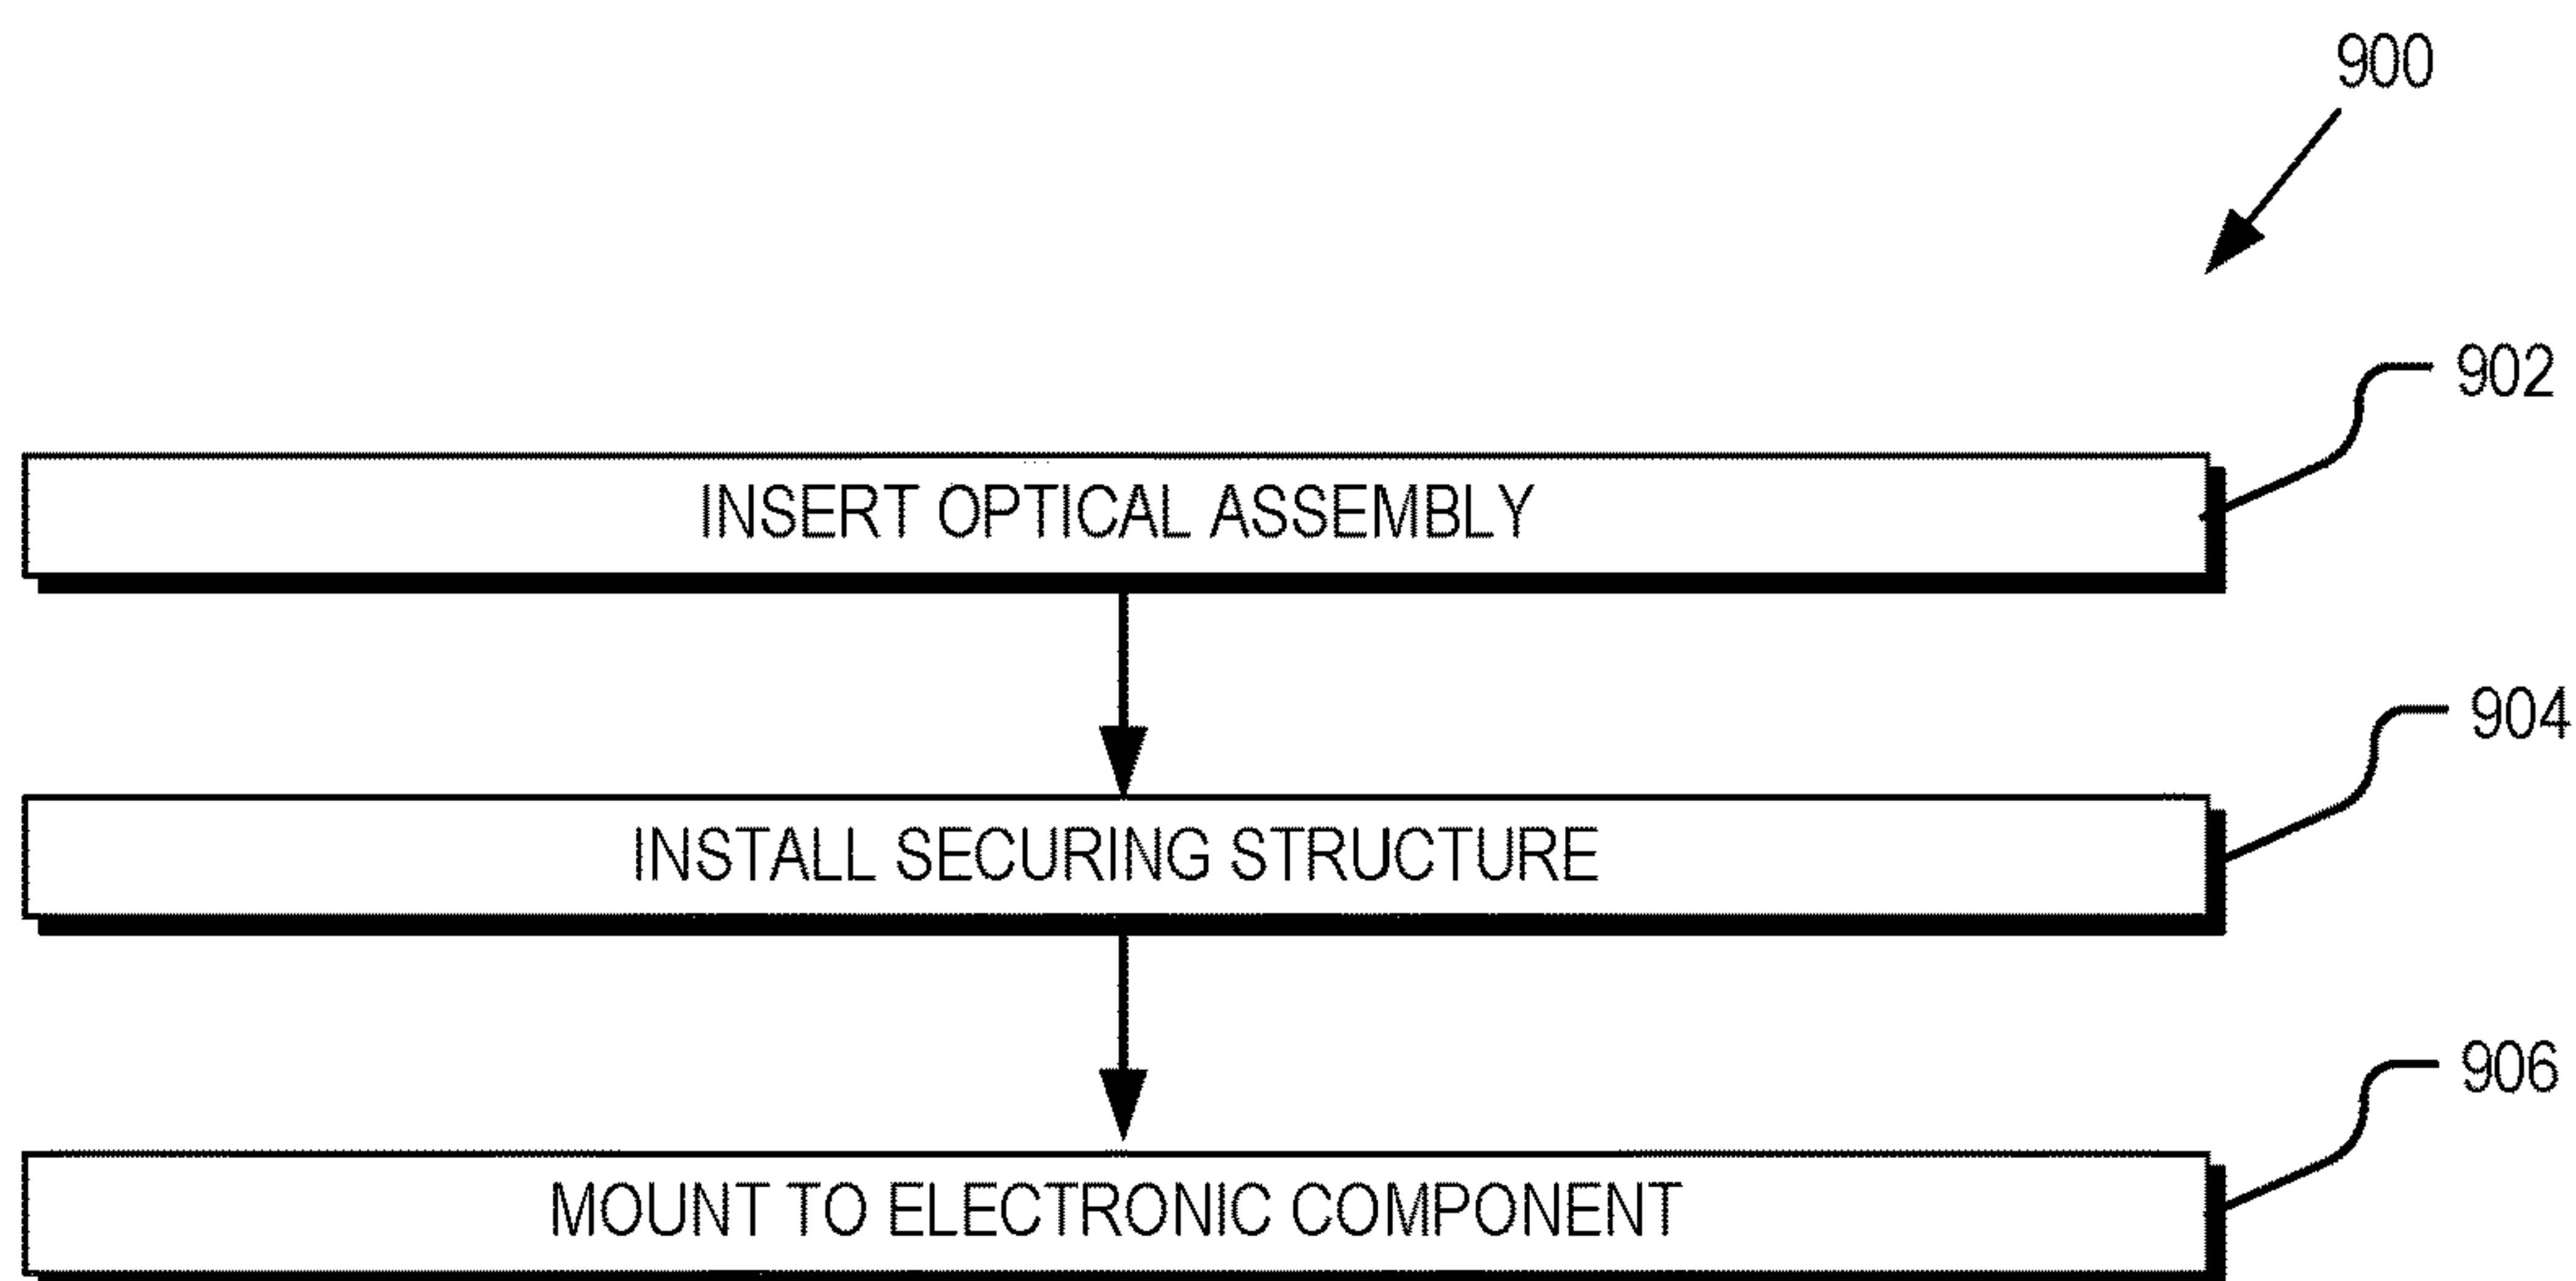 900
902
INSERT OPTICAL ASSEMBLY
904
INSTALL SECURING STRUCTURE
906
MOUNT TO ELECTRONIC COMPONENT